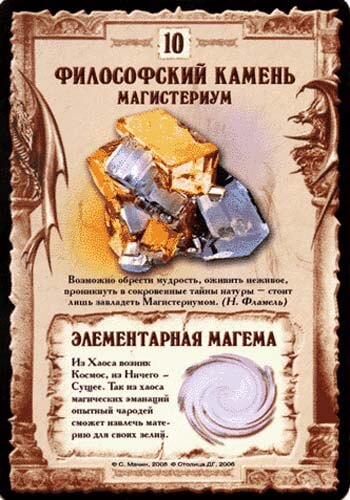 10
ФИЛОСОФСКИЙ КАМЕНЬ
МАГИСТЕРИУМ
Возможно обрести мудрость, оживить неживое,
проникнуть в сокровенные тайны натуры – стоит
лишь завладеть Магистериумом. (Н. Фламель)
ЭЛЕМЕНТАРНАЯ МАГЕМА
Из Хаоса возник
Космос, из Ничего –
Сущее. Так из хаоса
магических эманаций
опытный чародей
сможет извлечь мате-
рию для своих зелий.
© С. Мачин, 2006 © Столица ДГ, 2006